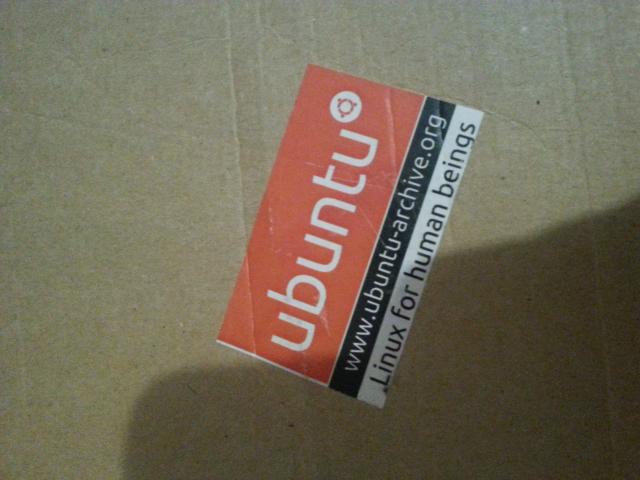 ubuntu
www.ubuntu-archive.org
Linux for human beings